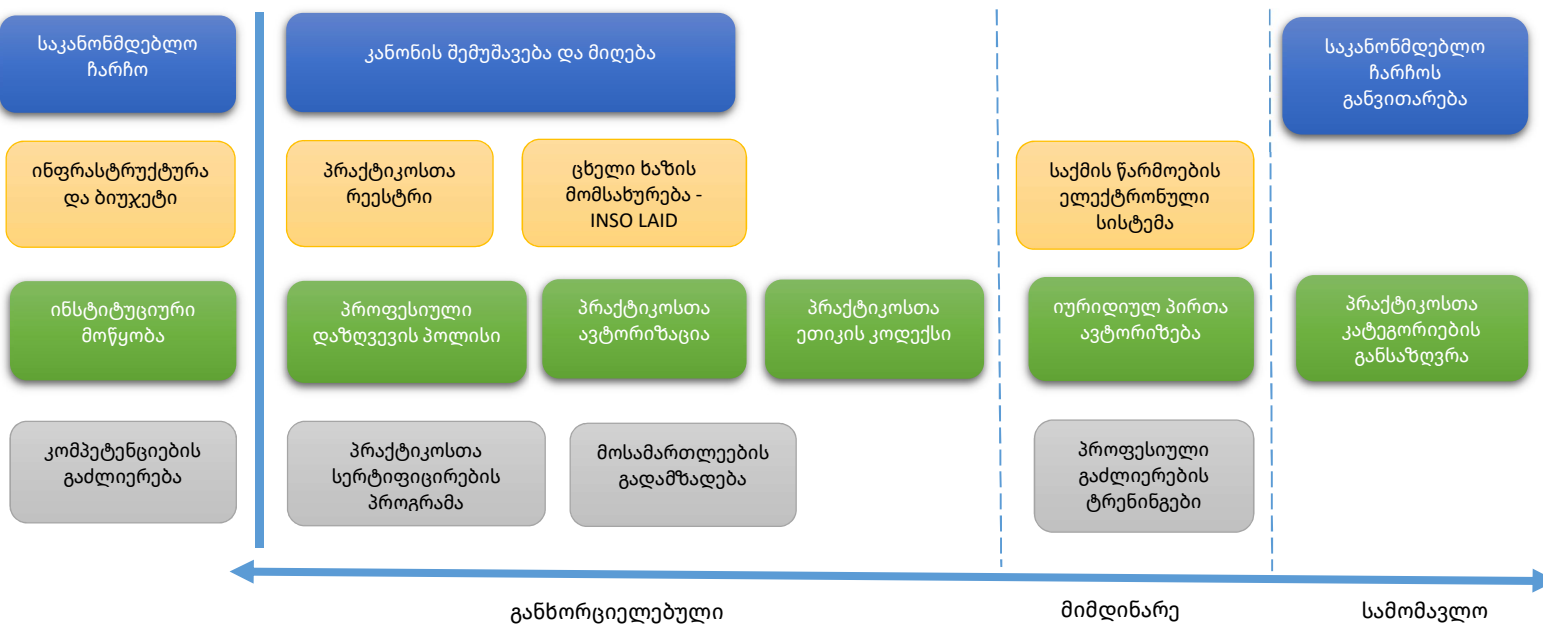 საკანონმდებლო
ჩარჩო
კანონის შემუშავება და მიღება
საკანონმდებლო
ჩარჩოს
განვითარება
ინფრასტრუქტურა
და ბიუჯეტი
პრაქტიკოსთა
რეესტრი
ცხელი ხაზის
მომსახურება -
INSO LAID
საქმის წარმოების
ელექტრონული
სისტემა
ინსტიტუციური
მოწყობა
პროფესიული
დაზღვევის პოლისი
პრაქტიკოსთა
ავტორიზაცია
პრაქტიკოსთა
ეთიკის კოდექსი
იურიდიულ პირთა
ავტორიზება
პრაქტიკოსთა
კატეგორიების
განსაზღვრა
კომპეტენციების
გაძლიერება
პრაქტიკოსთა
სერტიფიცირების
პროგრამა
მოსამართლეების
გადამზადება
პროფესიული
გაძლიერების
ტრენინგები
განხორციელებული
მიმდინარე
სამომავლო